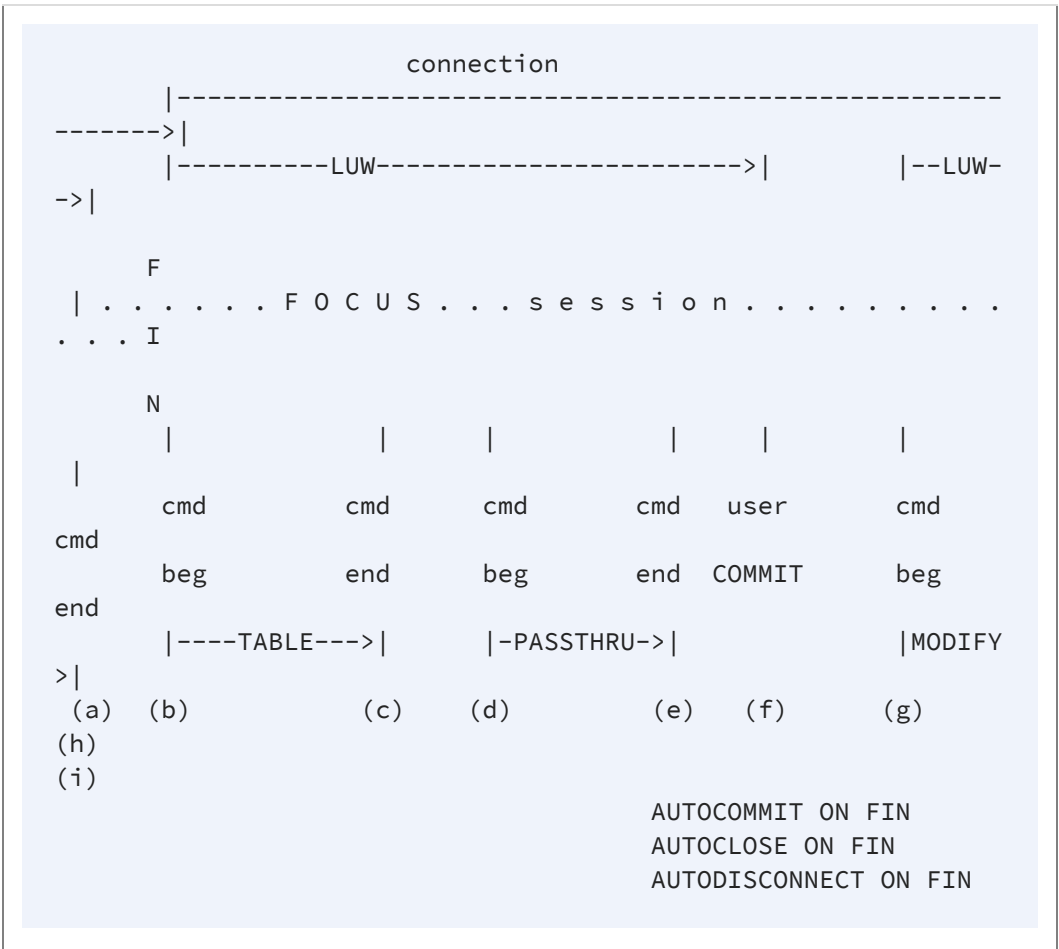 connection
       |------------------------------------------------------
------->|
       |----------LUW------------------------>|         |--LUW-
->|

      F
 | . . . . . . F O C U S . . . s e s s i o n . . . . . . . . .
. . . I

      N
       |             |      |           |     |        |
 |
       cmd         cmd      cmd       cmd   user       cmd
cmd
       beg         end      beg       end  COMMIT      beg
end
       |----TABLE--->|      |-PASSTHRU->|              |MODIFY
>|
 (a)  (b)           (c)    (d)         (e)   (f)      (g)
(h)
(i)
                                       AUTOCOMMIT ON FIN
                                       AUTOCLOSE ON FIN
                                       AUTODISCONNECT ON FIN